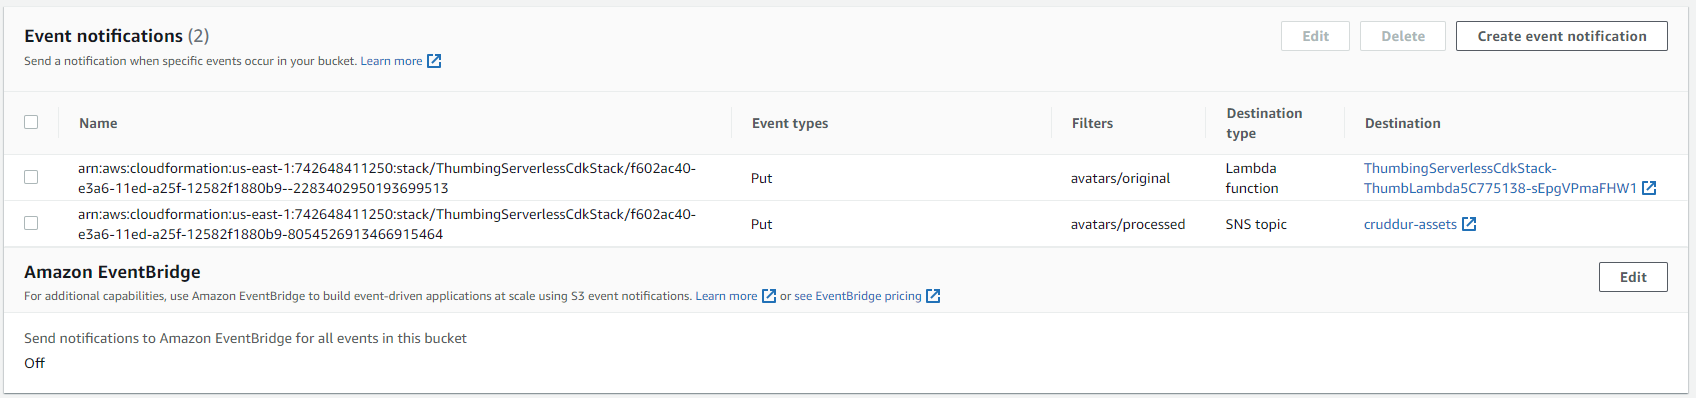 Event notifications (2)
Send a notification when specific events occur in your bucket. Learn more
Edit
Delete
Create event notification
Name
Event types
Filters
Destination
type
Destination
arn:aws:cloudformation:us-east-1:742648411250:stack/ThumbingServerlessCdkStack/f602ac40-
e3a6-11ed-a25f-12582f1880b9--2283402950193699513
Put
avatars/original
Lambda
function
ThumbingServerlessCdkStack-
ThumbLambda5C775138-sEpgVPmaFHW1
arn:aws:cloudformation:us-east-1:742648411250:stack/ThumbingServerlessCdkStack/f602ac40-
e3a6-11ed-a25f-12582f1880b9-8054526913466915464
Put
avatars/processed
SNS topic
cruddur-assets
Amazon EventBridge
Edit
For additional capabilities, use Amazon EventBridge to build event-driven applications at scale using S3 event notifications. Learn more or see EventBridge pricing
Send notifications to Amazon EventBridge for all events in this bucket
Off